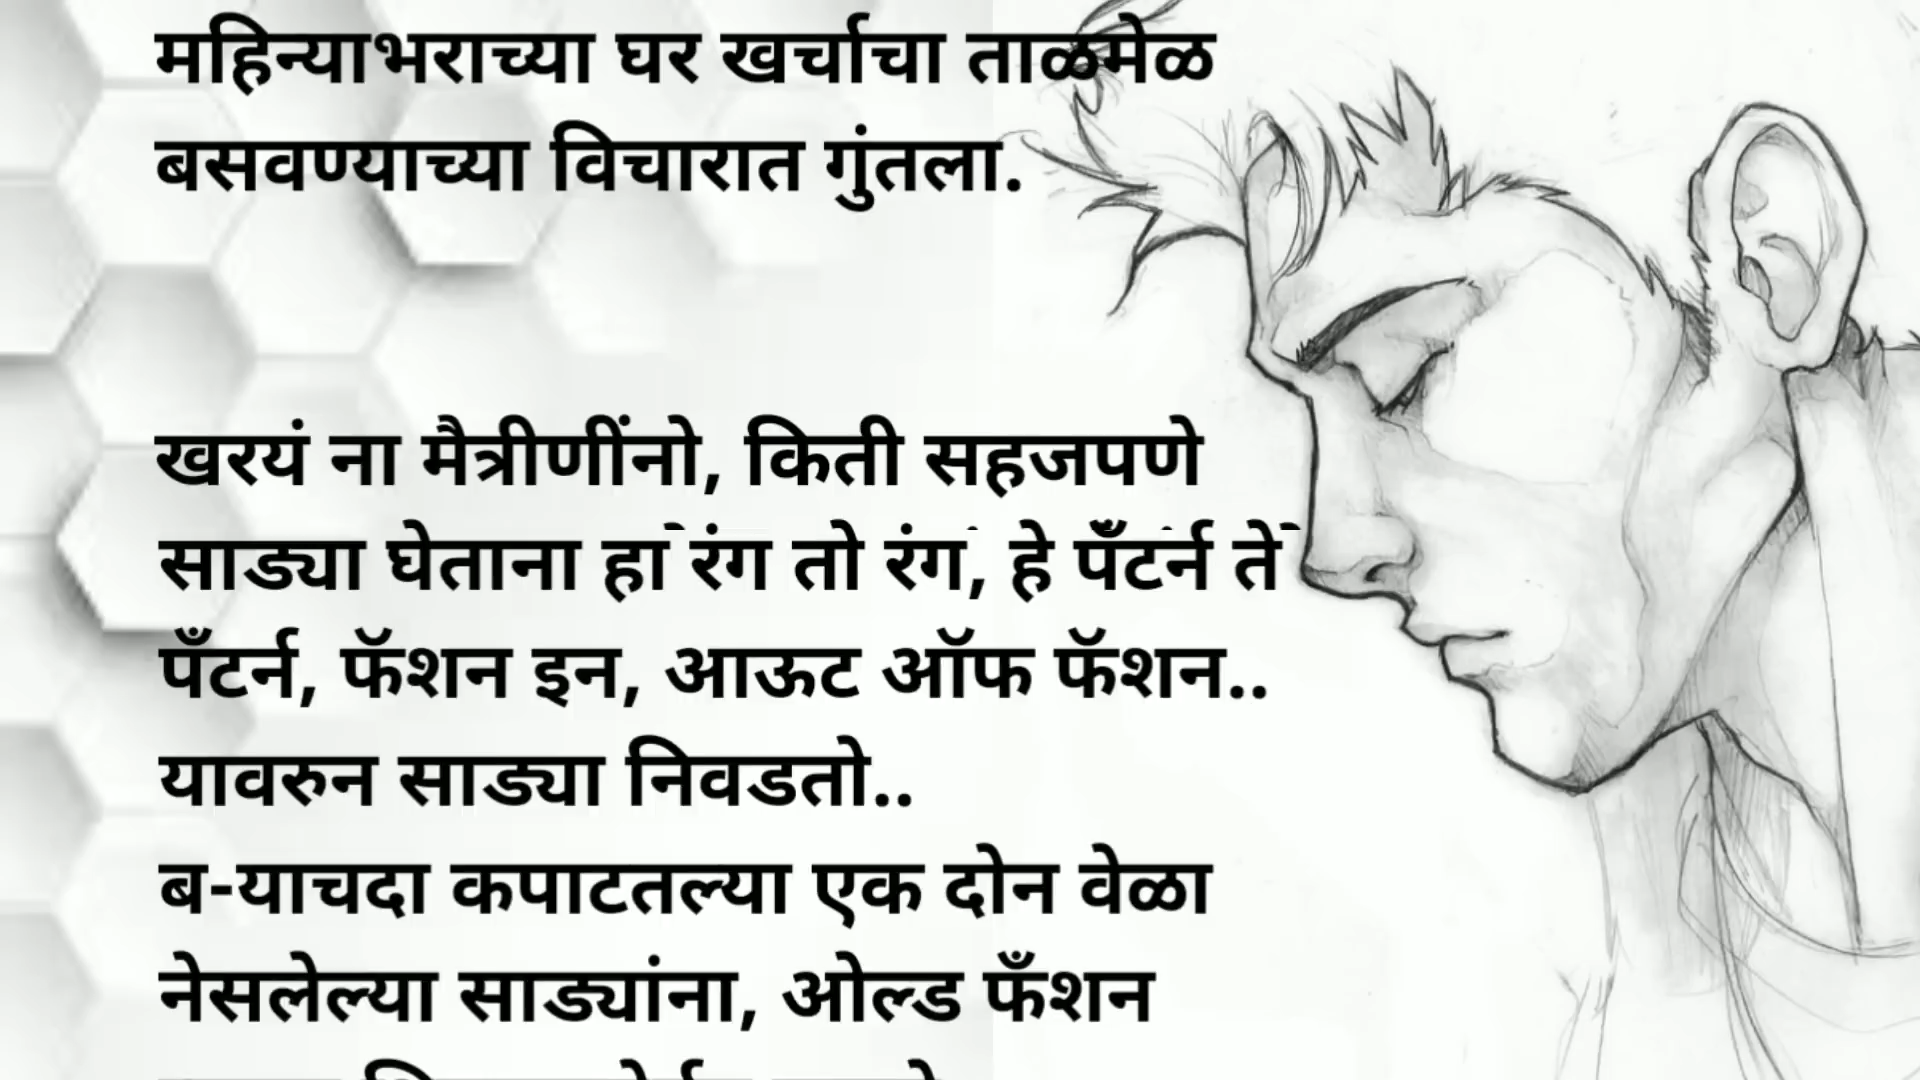 महिन्याभराच्या घर खर्चाचा ताळमेळ
बसवण्याच्या विचारात गुंतला.
खरयं ना मैत्रीणींनो, किती सहजपणे
साड्या घेताना हा रंग तो रंग, हे पॅंटर्न ते
पॅंटर्न, फॅशन इन, आऊट ऑफ फॅशन..
यावरुन साड्या निवडतो..
ब-याचदा कपाटतल्या एक दोन वेळा
नेसलेल्या साड्यांना, ओल्ड फॅंशन